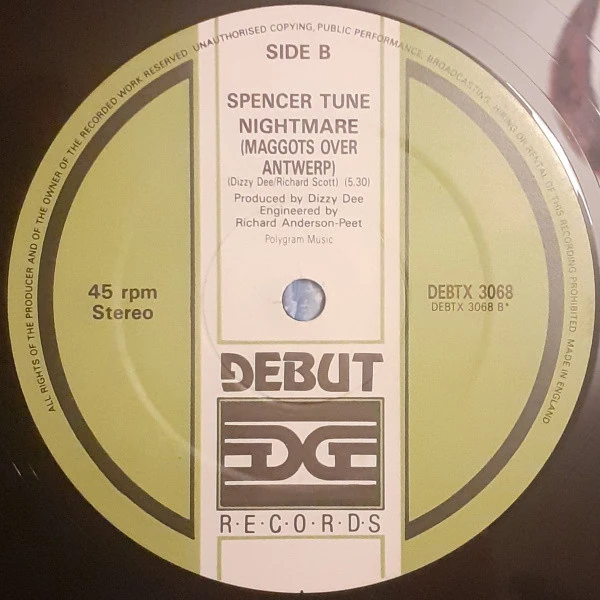 ALL RIGHTS OF THE PRODUCER AND OF THE OWNER OF THE RECORDED WORK RESERVED. UNAUTHORISED COPYING, PUBLIC PERFORMANCE, BROADCASTING, HIRING OR RENTAL OF THIS RECORDING PROHIBITED. MADE IN ENGLAND
SIDE B
SPENCER TUNE
NIGHTMARE
(MAGGOTS OVER
ANTWERP)
(Dizzy Dee/Richard Scott) (5.30)
Produced by Dizzy Dee
Engineered by
Richard Anderson-Peet
Polygram Music
45 rpm
Stereo
DEBTX 3068
DEBTX 3068 B*
DEBUT
EDGE
R·E·C·O·R·D·S